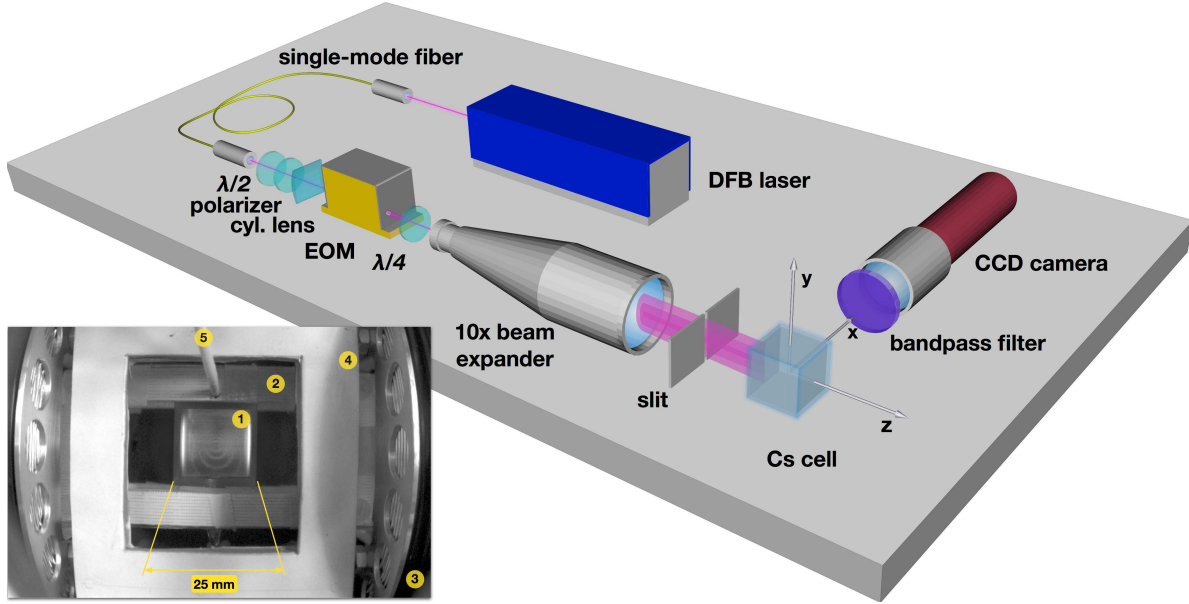 single-mode fiber
λ/2
polarizer
cyl. lens
EOM
λ/4
DFB laser
10x beam
expander
slit
y
x
z
Cs cell
CCD camera
bandpass filter
5
4
2
1
25 mm
3